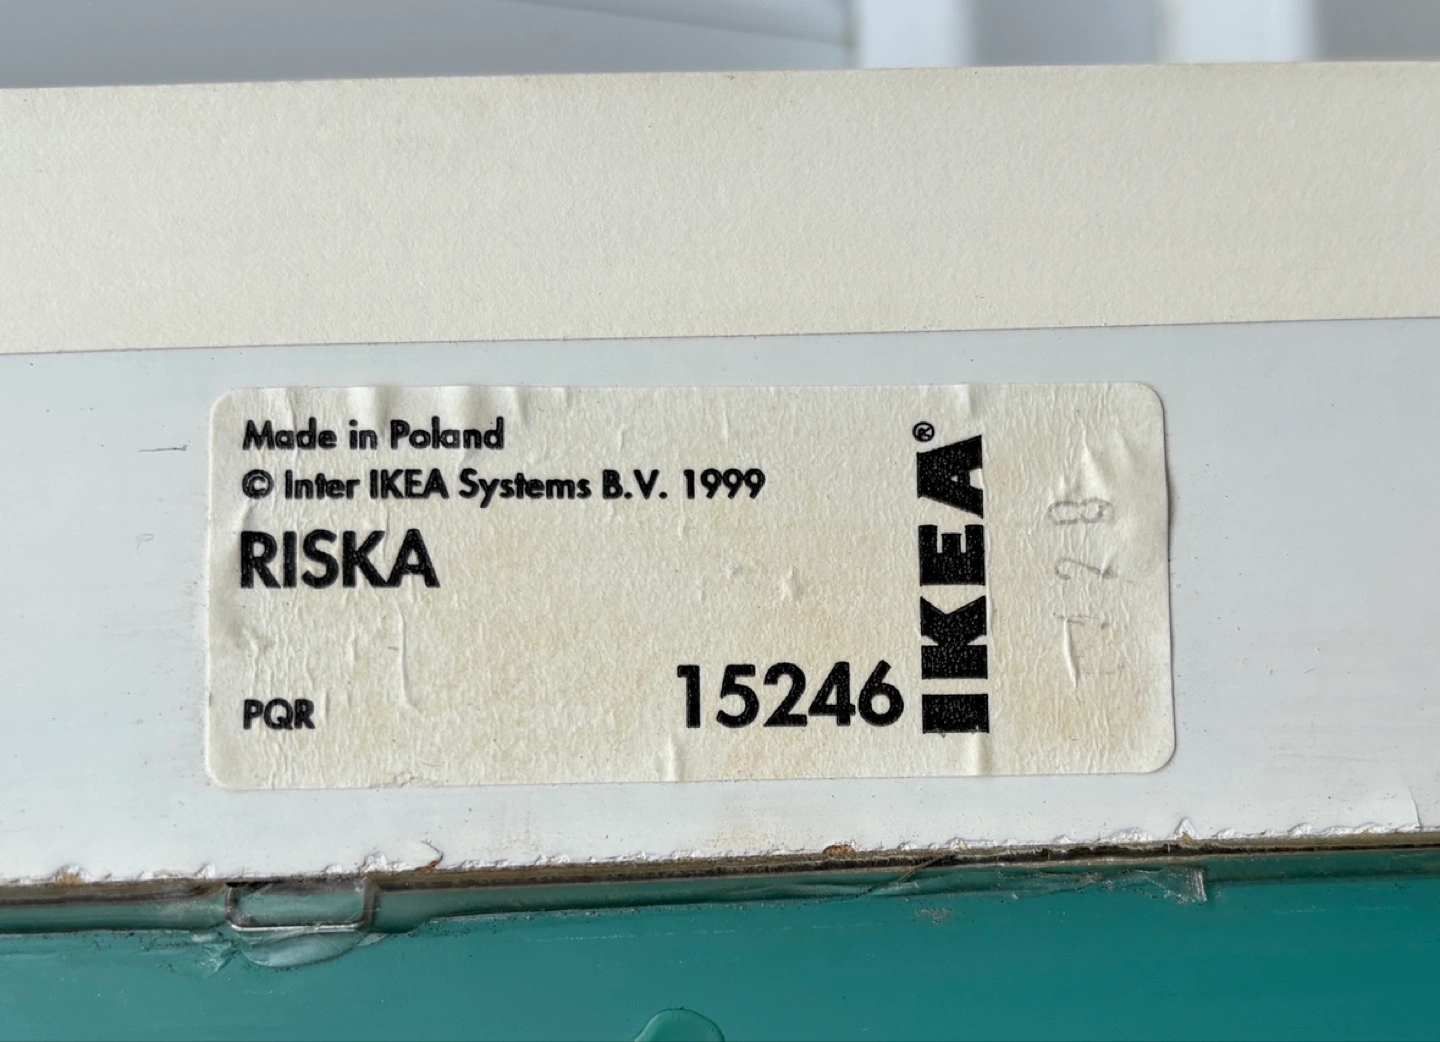 Made in Poland
© Inter IKEA Systems B.V. 1999
RISKA
PQR
15246
IKEA®